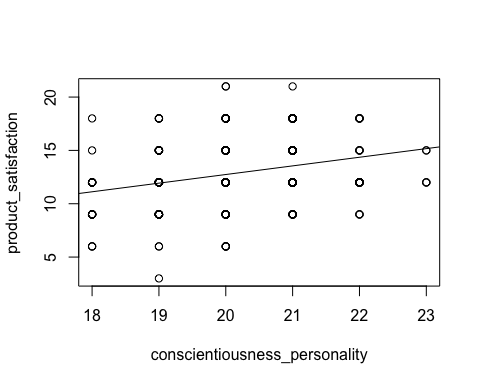 product_satisfaction
20
15
10
5
18 19 20 21 22 23
conscientiousness_personality